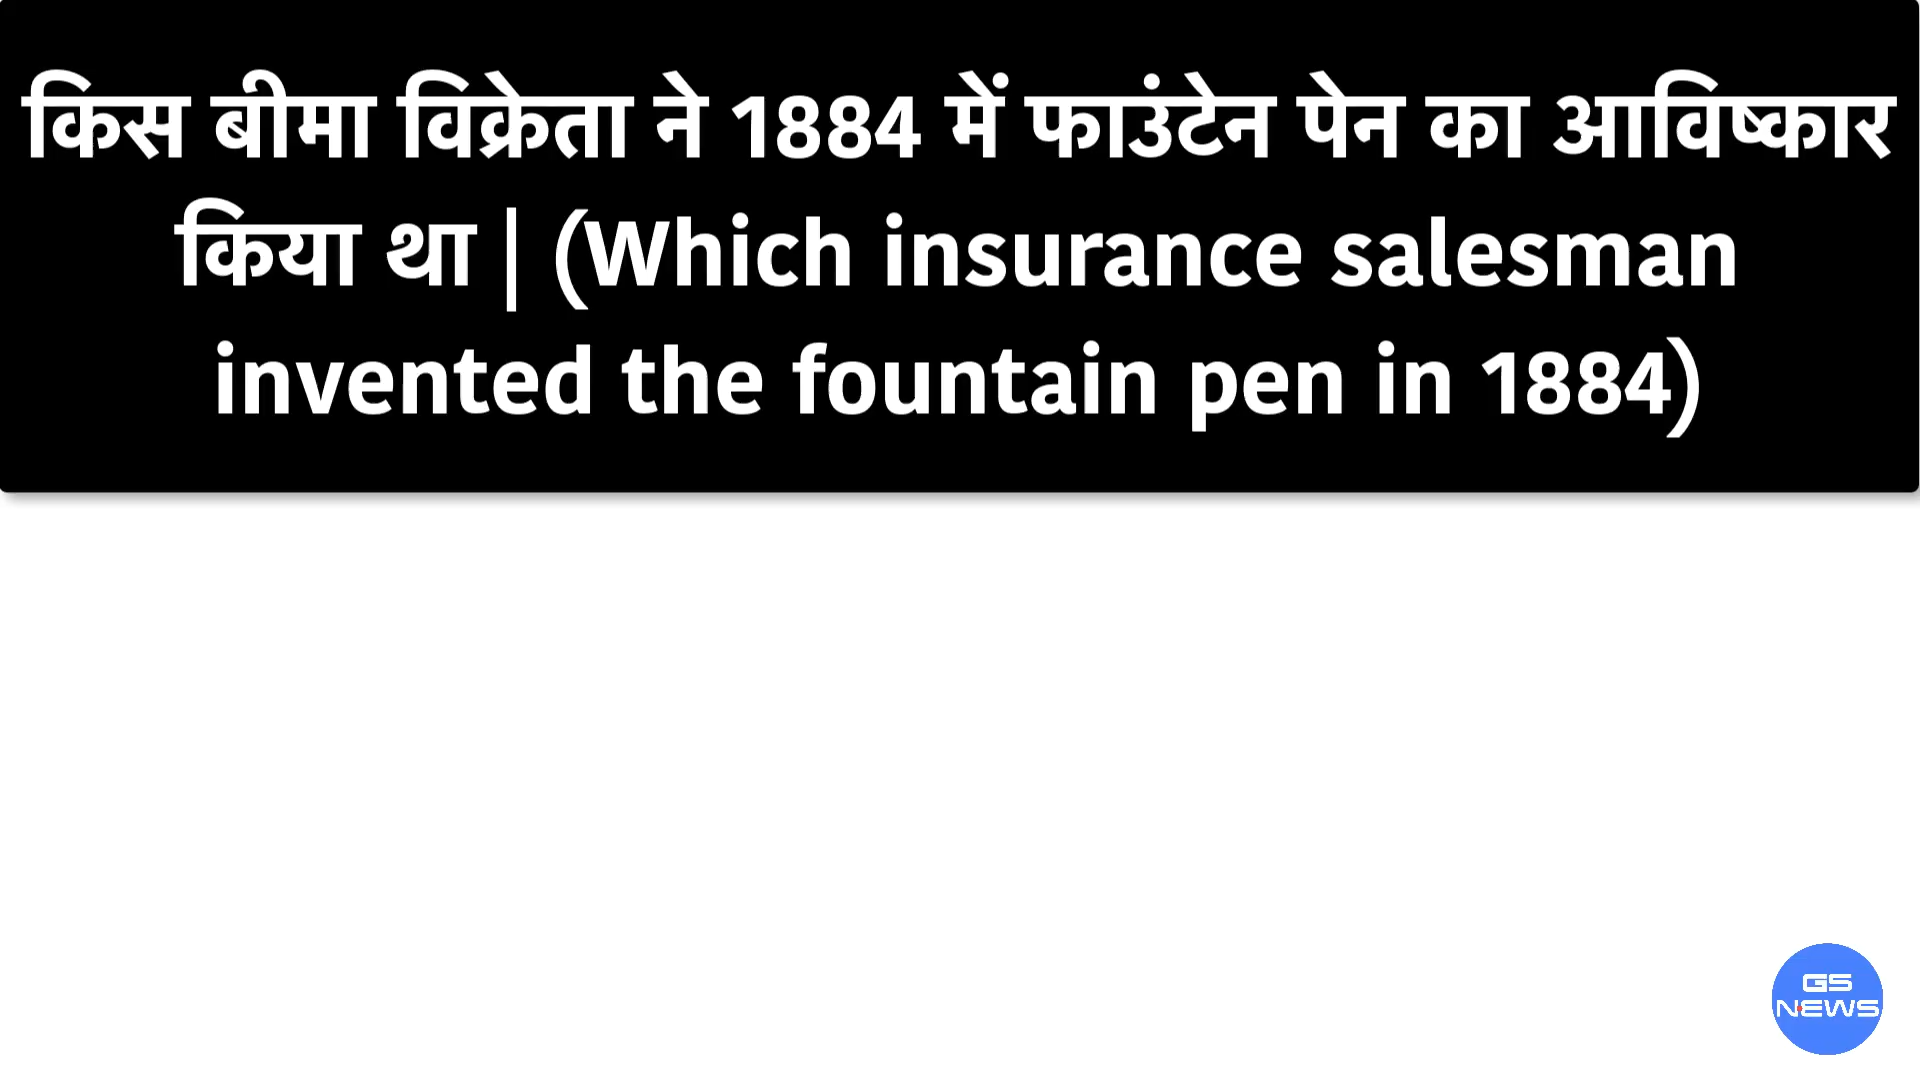 किस बीमा विक्रेता ने 1884 में फाउंटेन पेन का आविष्कार
किया था | (Which insurance salesman
invented the fountain pen in 1884)
GS
NEWS